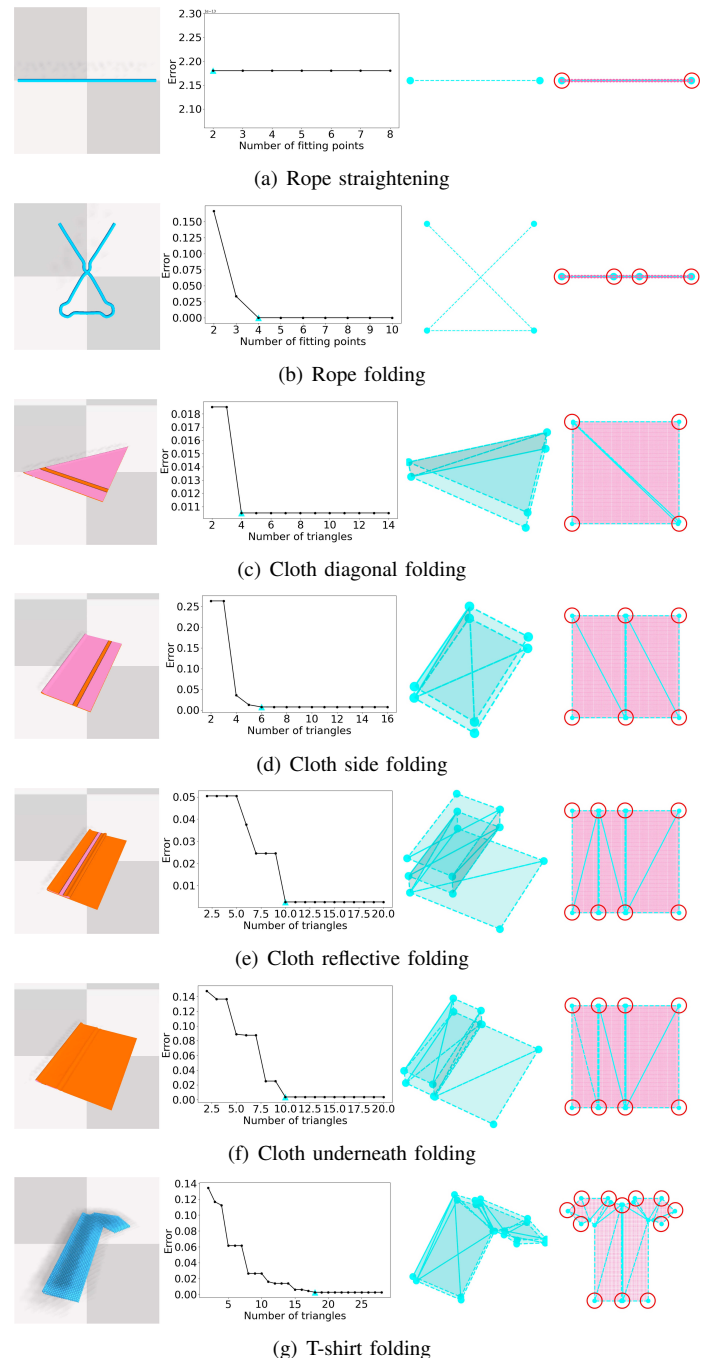 1e-13
2.30
2.25
2.20
2.15
2.10
Error
2 3 4 5 6 7 8
Number of fitting points
(a) Rope straightening
0.150
0.125
0.100
0.075
0.050
0.025
0.000
Error
2 3 4 5 6 7 8 9 10
Number of fitting points
(b) Rope folding
0.018
0.017
0.016
0.015
0.014
0.013
0.012
0.011
Error
2 4 6 8 10 12 14
Number of triangles
(c) Cloth diagonal folding
0.25
0.20
0.15
0.10
0.05
0.00
Error
2 4 6 8 10 12 14 16
Number of triangles
(d) Cloth side folding
0.05
0.04
0.03
0.02
0.01
Error
2.5 5.0 7.5 10.0 12.5 15.0 17.5 20.0
Number of triangles
(e) Cloth reflective folding
0.14
0.12
0.10
0.08
0.06
0.04
0.02
0.00
Error
2.5 5.0 7.5 10.0 12.5 15.0 17.5 20.0
Number of triangles
(f) Cloth underneath folding
0.14
0.12
0.10
0.08
0.06
0.04
0.02
0.00
Error
5 10 15 20 25
Number of triangles
(g) T-shirt folding